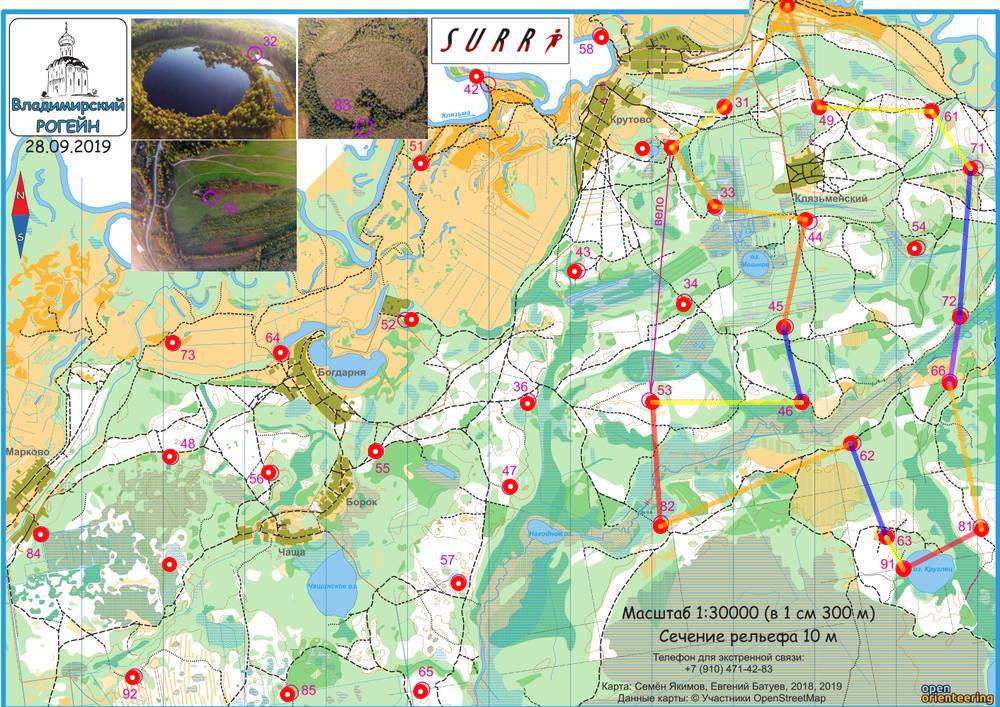 Владимирский
РОГЕЙН
28.09.2019
N
S
32
83
SURRi
58
42
Клязьма
31
49
61
Крутово
51
71
33
Клязьменский
44
54
вело
оз.
Мошнок
43
34
45
72
52
73
64
Богдарня
66
36
53
46
48
Марково
56
55
47
62
Борок
82
84
Чаща
Находное оз.
63
81
91
оз. Круглец
57
Чащинское оз.
Масштаб 1:30000 (в 1 см 300 м)
Сечение рельефа 10 м
Телефон для экстренной связи:
+7 (910) 471-42-83
Карта: Семён Якимов, Евгений Батуев, 2018, 2019
Данные карты: © Участники OpenStreetMap
92
85
65
open
orienteering